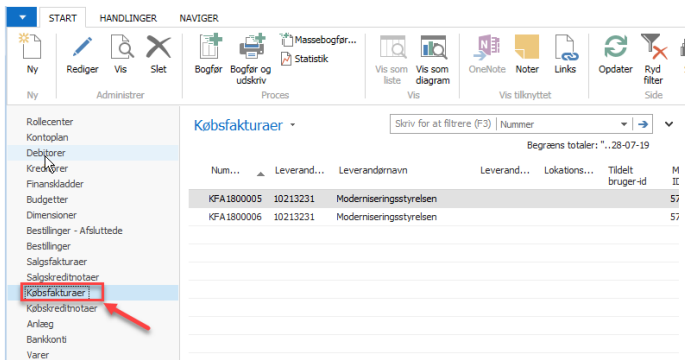 START HANDLINGER NAVIGER
Ny Rediger Vis Slet Bogfør Bogfør og udskriv Massebogfør... Statistik Vis som liste Vis som diagram OneNote Noter Links Opdater Ryd filter
Ny Administrer Proces Vis Vis tilknyttet Side
Rollecenter
Kontoplan
Debitorer
Kreditorer
Finanskladder
Budgetter
Dimensioner
Bestillinger - Afsluttede
Bestillinger
Salgsfakturaer
Salgskreditnotaer
Købsfakturaer
Købskreditnotaer
Anlæg
Bankkonti
Varer
Købsfakturaer
Skriv for at filtrere (F3) Nummer
Begræns totaler: "..28-07-19
Num... Leverand... Leverandørnavn Leverand... Lokations... Tildelt bruger-id
KFA1800005 10213231 Moderniseringsstyrelsen 57
KFA1800006 10213231 Moderniseringsstyrelsen 57